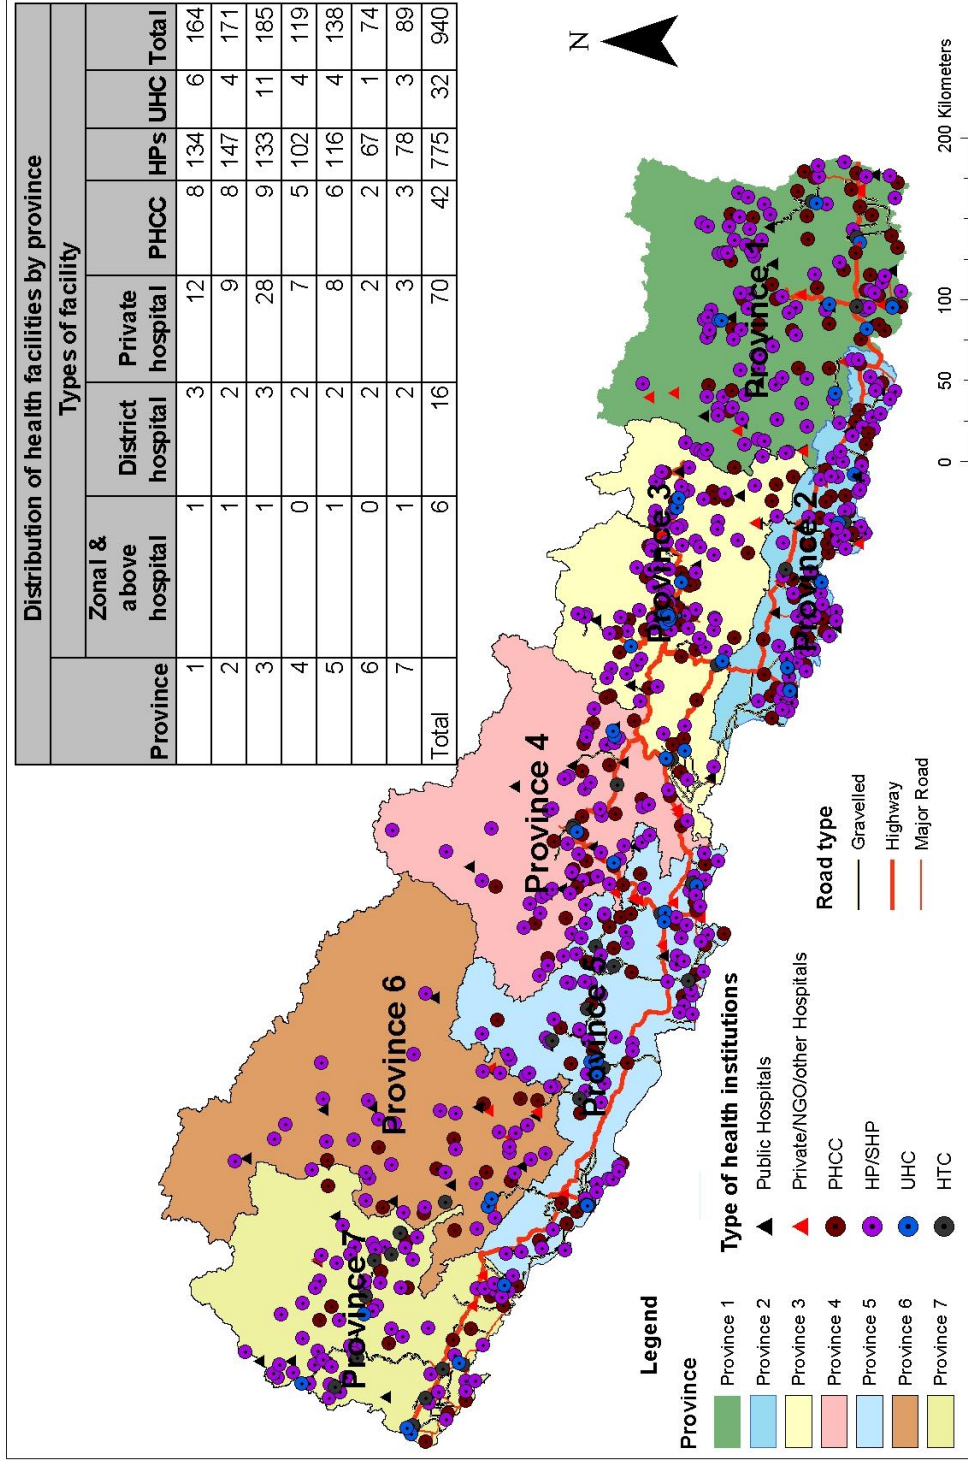 Distribution of health facilities by province
Types of facility
Province Zonal & above hospital District hospital Private hospital PHCC HPs UHC Total
1 1 3 12 8 134 6 164
2 1 2 9 8 147 4 171
3 1 3 28 9 133 11 185
4 0 2 7 5 102 4 119
5 1 2 8 6 116 4 138
6 0 2 2 2 67 1 74
7 1 2 3 3 78 3 89
Total 6 16 70 42 775 32 940
N
Province 7
Province 6
Province 5
Province 4
Province 3
Province 2
Province 1
0 50 100 200 Kilometers
Legend
Province
Province 1
Province 2
Province 3
Province 4
Province 5
Province 6
Province 7
Type of health institutions
Public Hospitals
Private/NGO/other Hospitals
PHCC
HP/SHP
UHC
HTC
Road type
Gravelled
Highway
Major Road